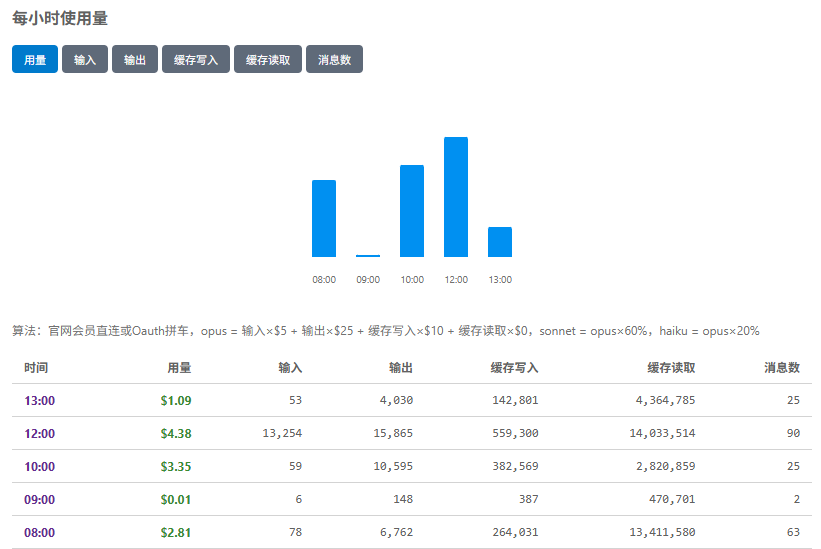 每小时使用量
用量 输入 输出 缓存写入 缓存读取 消息数
08:00 09:00 10:00 12:00 13:00
算法：官网会员直连或Oauth拼车，opus = 输入×$5 + 输出×$25 + 缓存写入×$10 + 缓存读取×$0，sonnet = opus×60%，haiku = opus×20%
时间 用量 输入 输出 缓存写入 缓存读取 消息数
13:00 $1.09 53 4,030 142,801 4,364,785 25
12:00 $4.38 13,254 15,865 559,300 14,033,514 90
10:00 $3.35 59 10,595 382,569 2,820,859 25
09:00 $0.01 6 148 387 470,701 2
08:00 $2.81 78 6,762 264,031 13,411,580 63